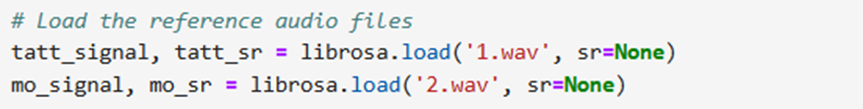 # Load the reference audio files
tatt_signal, tatt_sr = librosa.load('1.wav', sr=None)
mo_signal, mo_sr = librosa.load('2.wav', sr=None)